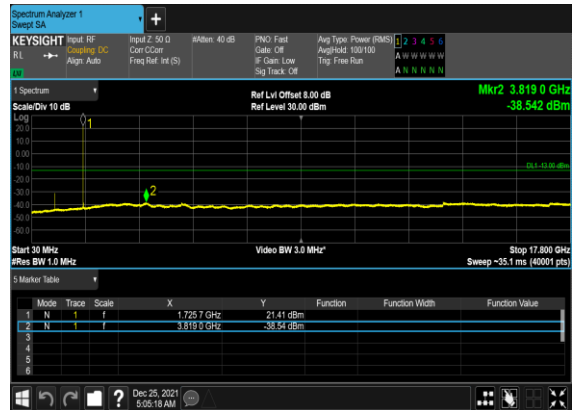 Spectrum Analyzer 1
Swept SA
KEYSIGHT Input: RF Input Z: 50 Ω #Atten: 40 dB PNO: Fast Avg Type: Power (RMS) 1 2 3 4 5 6
RL Coupling: DC Corr CCorr Gate: Off Avg|Hold: 100/100 A W W W W W
Align: Auto Freq Ref: Int (S) IF Gain: Low Trig: Free Run
Sig Track: Off A N N N N N
1 Spectrum Ref Lvl Offset 8.00 dB Mkr2 3.819 0 GHz
Scale/Div 10 dB Ref Level 30.00 dBm -38.542 dBm
Log
20.0
10.0
0.00
-10.0
DL1 -13.00 dBm
-20.0
-30.0
-40.0
-50.0
-60.0
1
2
Start 30 MHz Video BW 3.0 MHz* Stop 17.800 GHz
#Res BW 1.0 MHz Sweep ~35.1 ms (40001 pts)
5 Marker Table
Mode Trace Scale X Y Function Function Width Function Value
1 N 1 f 1.725 7 GHz 21.41 dBm
2 N 1 f 3.819 0 GHz -38.54 dBm
3
4
5
6
? Dec 25, 2021
5:05:18 AM